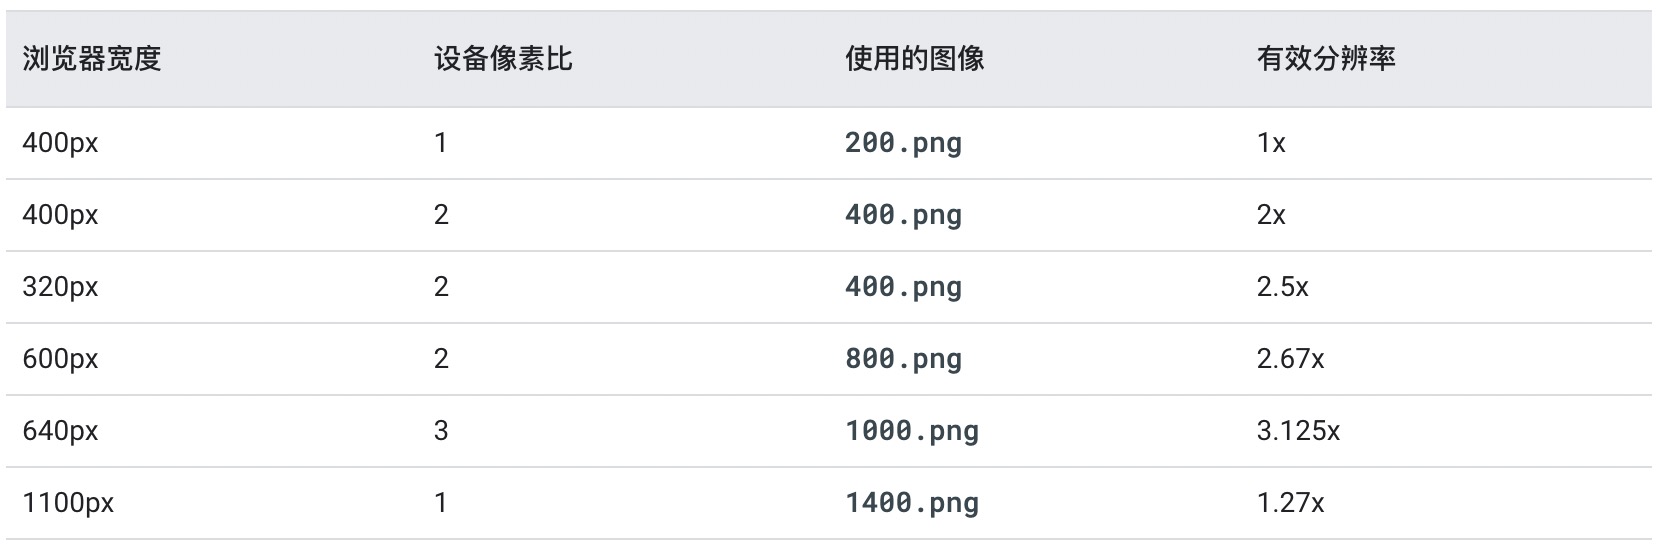 浏览器宽度 设备像素比 使用的图像 有效分辨率
400px 1 200.png 1x
400px 2 400.png 2x
320px 2 400.png 2.5x
600px 2 800.png 2.67x
640px 3 1000.png 3.125x
1100px 1 1400.png 1.27x